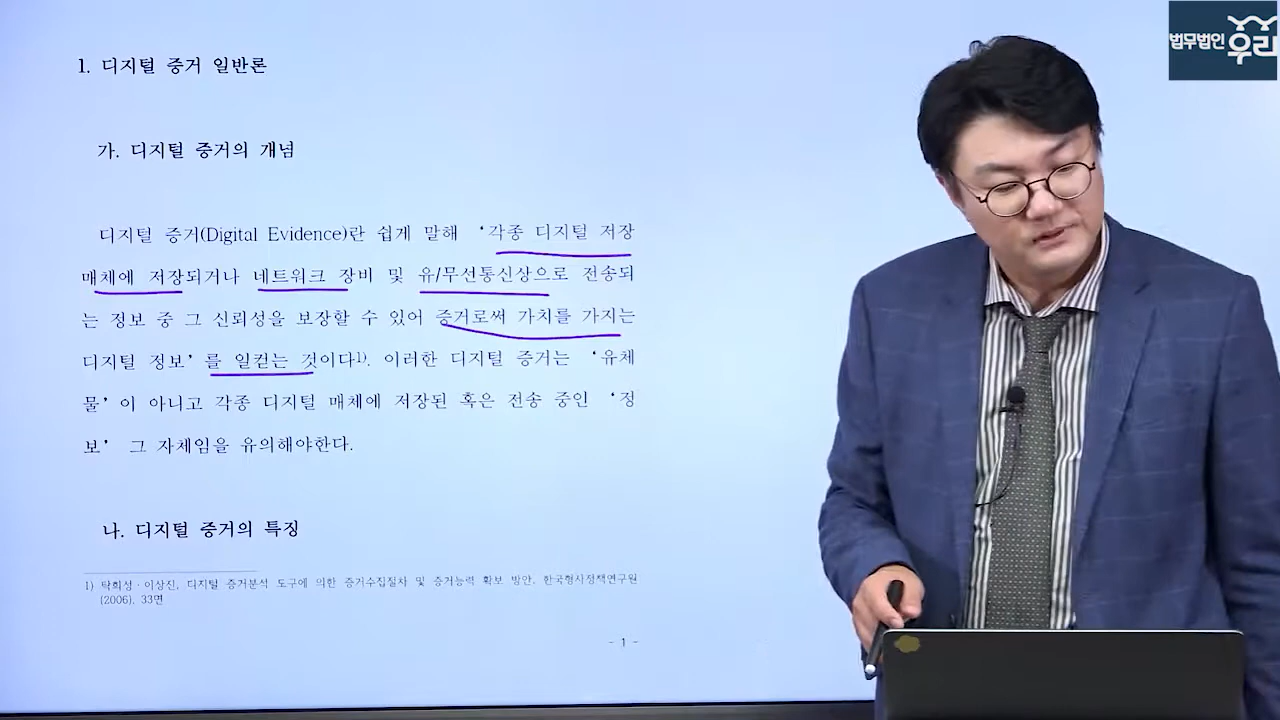 법무법인 우리
1. 디지털 증거 일반론
가. 디지털 증거의 개념
디지털 증거(Digital Evidence)란 쉽게 말해 ‘각종 디지털 저장
매체에 저장되거나 네트워크 장비 및 유/무선통신상으로 전송되
는 정보 중 그 신뢰성을 보장할 수 있어 증거로써 가치를 가지는
디지털 정보’를 일컫는 것이다1). 이러한 디지털 증거는 ‘유체
물’이 아니고 각종 디지털 매체에 저장된 혹은 전송 중인 ‘정
보’ 그 자체임을 유의해야한다.
나. 디지털 증거의 특징
1) 탁희성·이상진, 디지털 증거분석 도구에 의한 증거수집절차 및 증거능력 확보 방안, 한국형사정책연구원
(2006), 33면
- 1 -